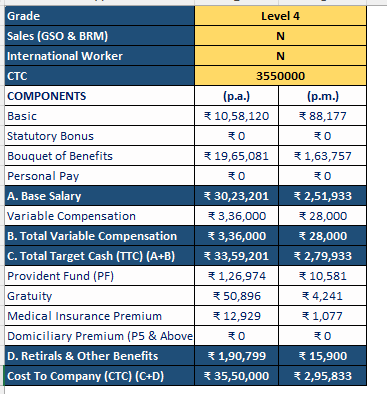 Grade Level 4
Sales (GSO & BRM) N
International Worker N
CTC 3550000
COMPONENTS (p.a.) (p.m.)
Basic ₹ 10,58,120 ₹ 88,177
Statutory Bonus ₹ 0 ₹ 0
Bouquet of Benefits ₹ 19,65,081 ₹ 1,63,757
Personal Pay ₹ 0 ₹ 0
A. Base Salary ₹ 30,23,201 ₹ 2,51,933
Variable Compensation ₹ 3,36,000 ₹ 28,000
B. Total Variable Compensation ₹ 3,36,000 ₹ 28,000
C. Total Target Cash (TTC) (A+B) ₹ 33,59,201 ₹ 2,79,933
Provident Fund (PF) ₹ 1,26,974 ₹ 10,581
Gratuity ₹ 50,896 ₹ 4,241
Medical Insurance Premium ₹ 12,929 ₹ 1,077
Domiciliary Premium (P5 & Above ₹ 0 ₹ 0
D. Retirals & Other Benefits ₹ 1,90,799 ₹ 15,900
Cost To Company (CTC) (C+D) ₹ 35,50,000 ₹ 2,95,833